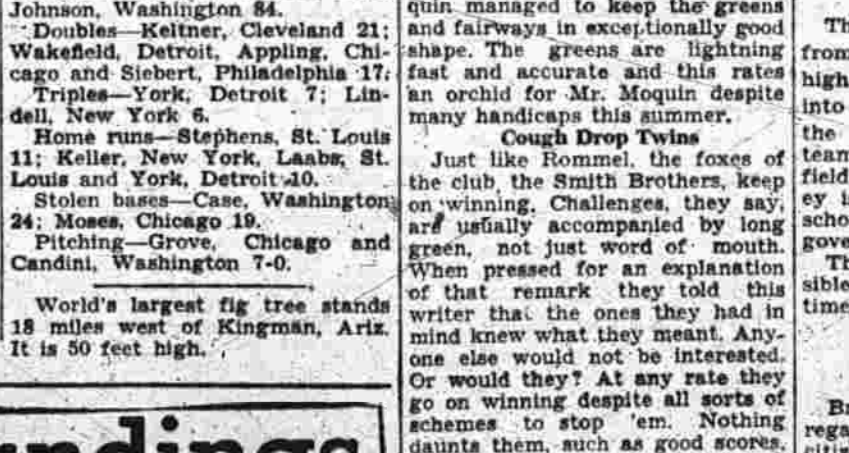 Johnson, Washington 84.
Doubles—Keltner, Cleveland 21;
Wakefield, Detroit, Appling, Chi-
cago and Siebert, Philadelphia 17.
Triples—York, Detroit 7; Lin-
dell, New York 6.
Home runs—Stephens, St. Louis
11; Keller, New York, Laabs, St.
Louis and York, Detroit 10.
Stolen bases—Case, Washington
24; Moses, Chicago 19.
Pitching—Grove, Chicago and
Candini, Washington 7-0.
World's largest fig tree stands
18 miles west of Kingman, Ariz.
It is 50 feet high.
undings
quin managed to keep the greens
and fairways in exceptionally good
shape. The greens are lightning
fast and accurate and this rates
an orchid for Mr. Moquin despite
many handicaps this summer.
Cough Drop Twins
Just like Rommel, the foxes of
the club, the Smith Brothers, keep
on winning. Challenges, they say,
are usually accompanied by long
green, not just word of mouth.
When pressed for an explanation
of that remark they told this
writer that the ones they had in
mind knew what they meant. Any-
one else would not be interested.
Or would they? At any rate they
go on winning despite all sorts of
schemes to stop 'em. Nothing
daunts them, such as good scores,
Th
from
high
into
the
team
field
ey i
scho
gove
Th
sible
time
Br
rega